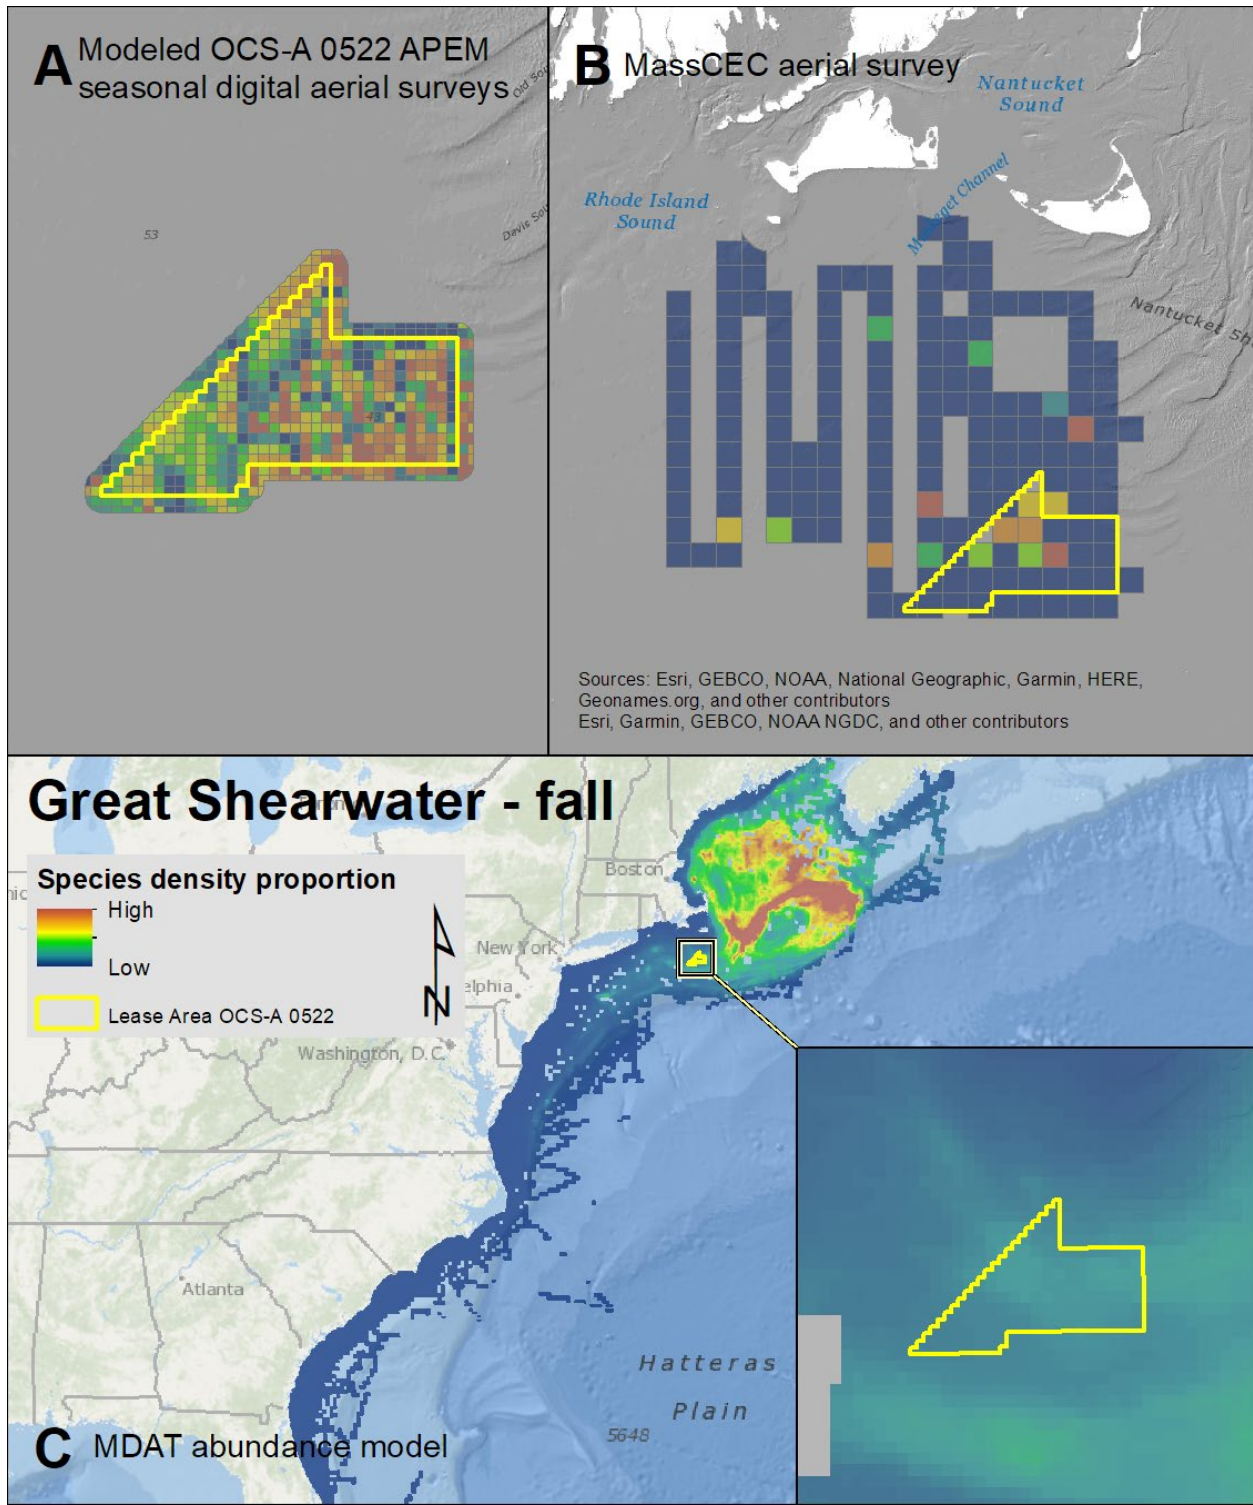 A Modeled OCS-A 0522 APEM
seasonal digital aerial surveys
53
43
B MassCEC aerial survey
Nantucket
Sound
Rhode Island
Sound
Channel
Nantucket
Sources: Esri, GEBCO, NOAA, National Geographic, Garmin, HERE,
Geonames.org, and other contributors
Esri, Garmin, GEBCO, NOAA NGDC, and other contributors
Great Shearwater - fall
Species density proportion
High
Low
Lease Area OCS-A 0522
N
Boston
New York
elphia
Washington, D.C.
Atlanta
Hatteras
Plain
5648
C MDAT abundance model